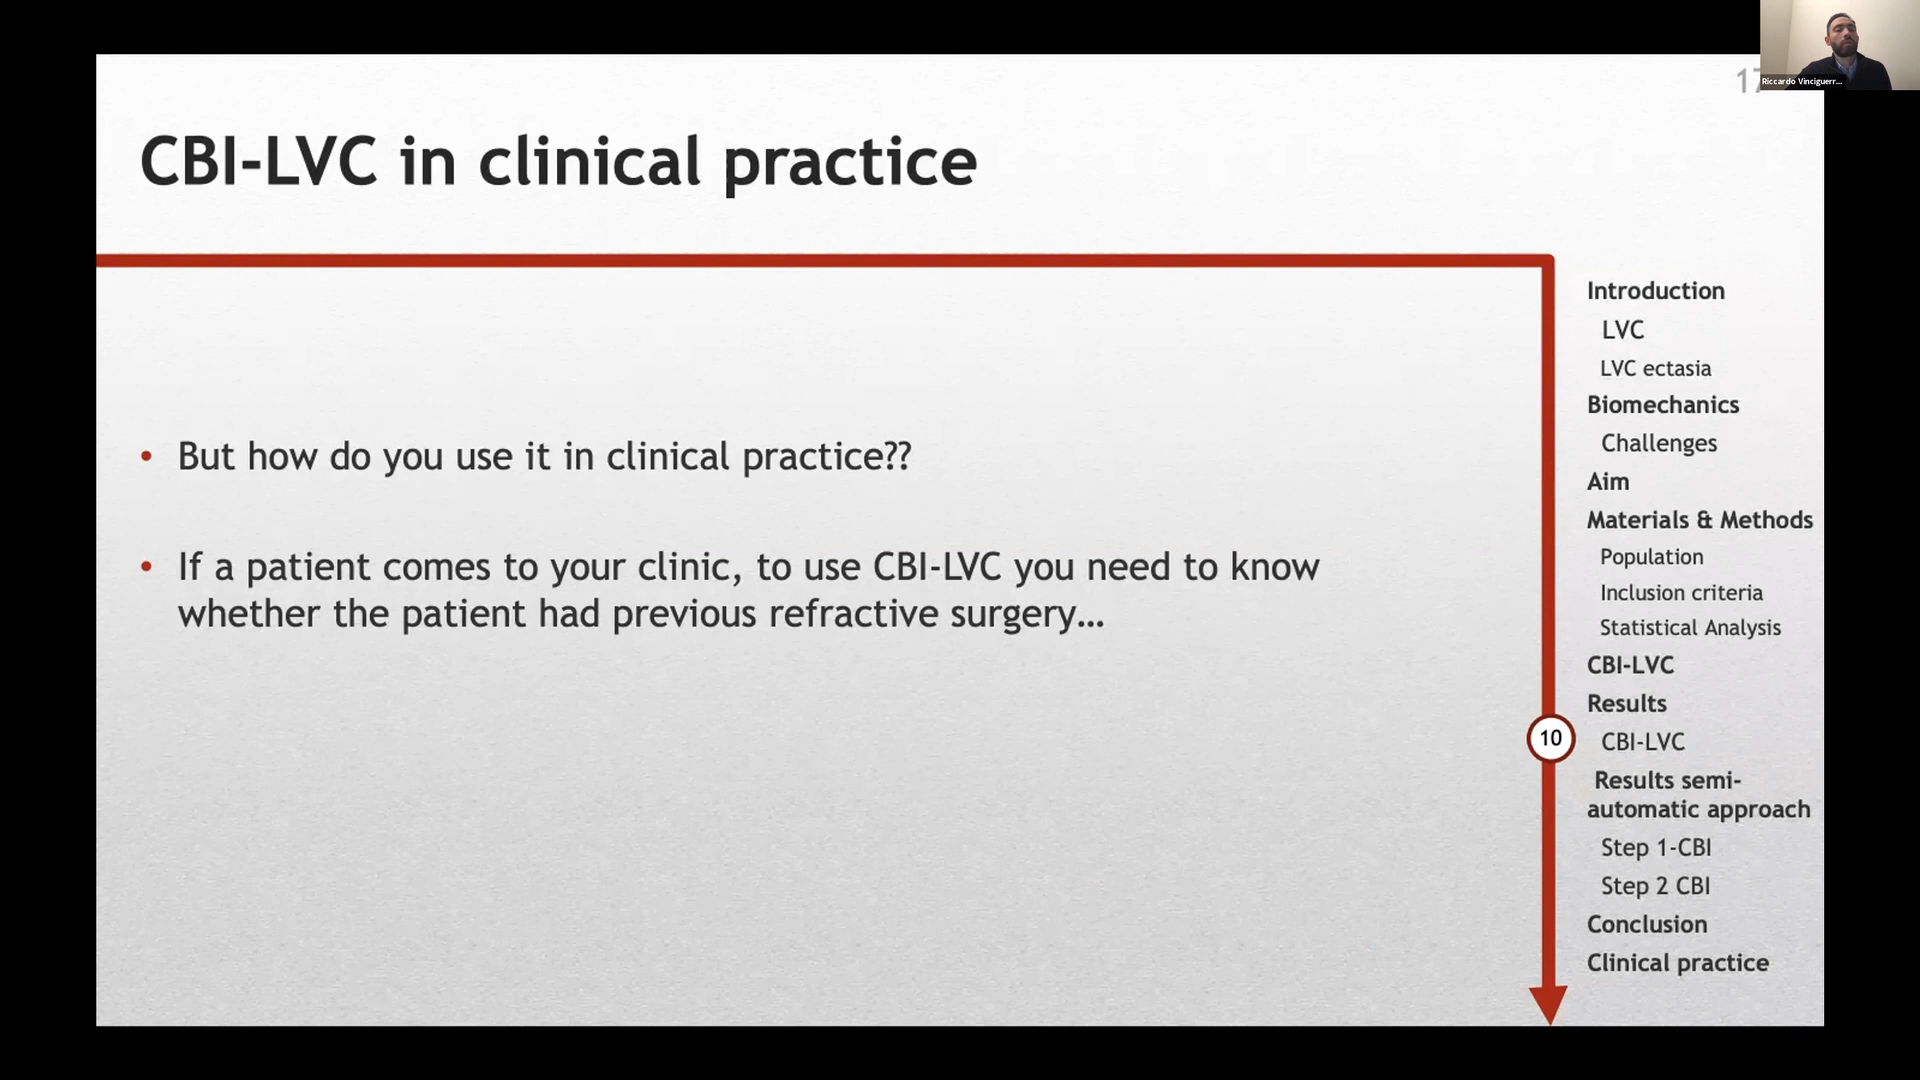 17
Riccardo Vinciguerr...
CBI-LVC in clinical practice
• But how do you use it in clinical practice??
• If a patient comes to your clinic, to use CBI-LVC you need to know
whether the patient had previous refractive surgery…
Introduction
LVC
LVC ectasia
Biomechanics
Challenges
Aim
Materials & Methods
Population
Inclusion criteria
Statistical Analysis
CBI-LVC
Results
10
CBI-LVC
Results semi-
automatic approach
Step 1-CBI
Step 2 CBI
Conclusion
Clinical practice